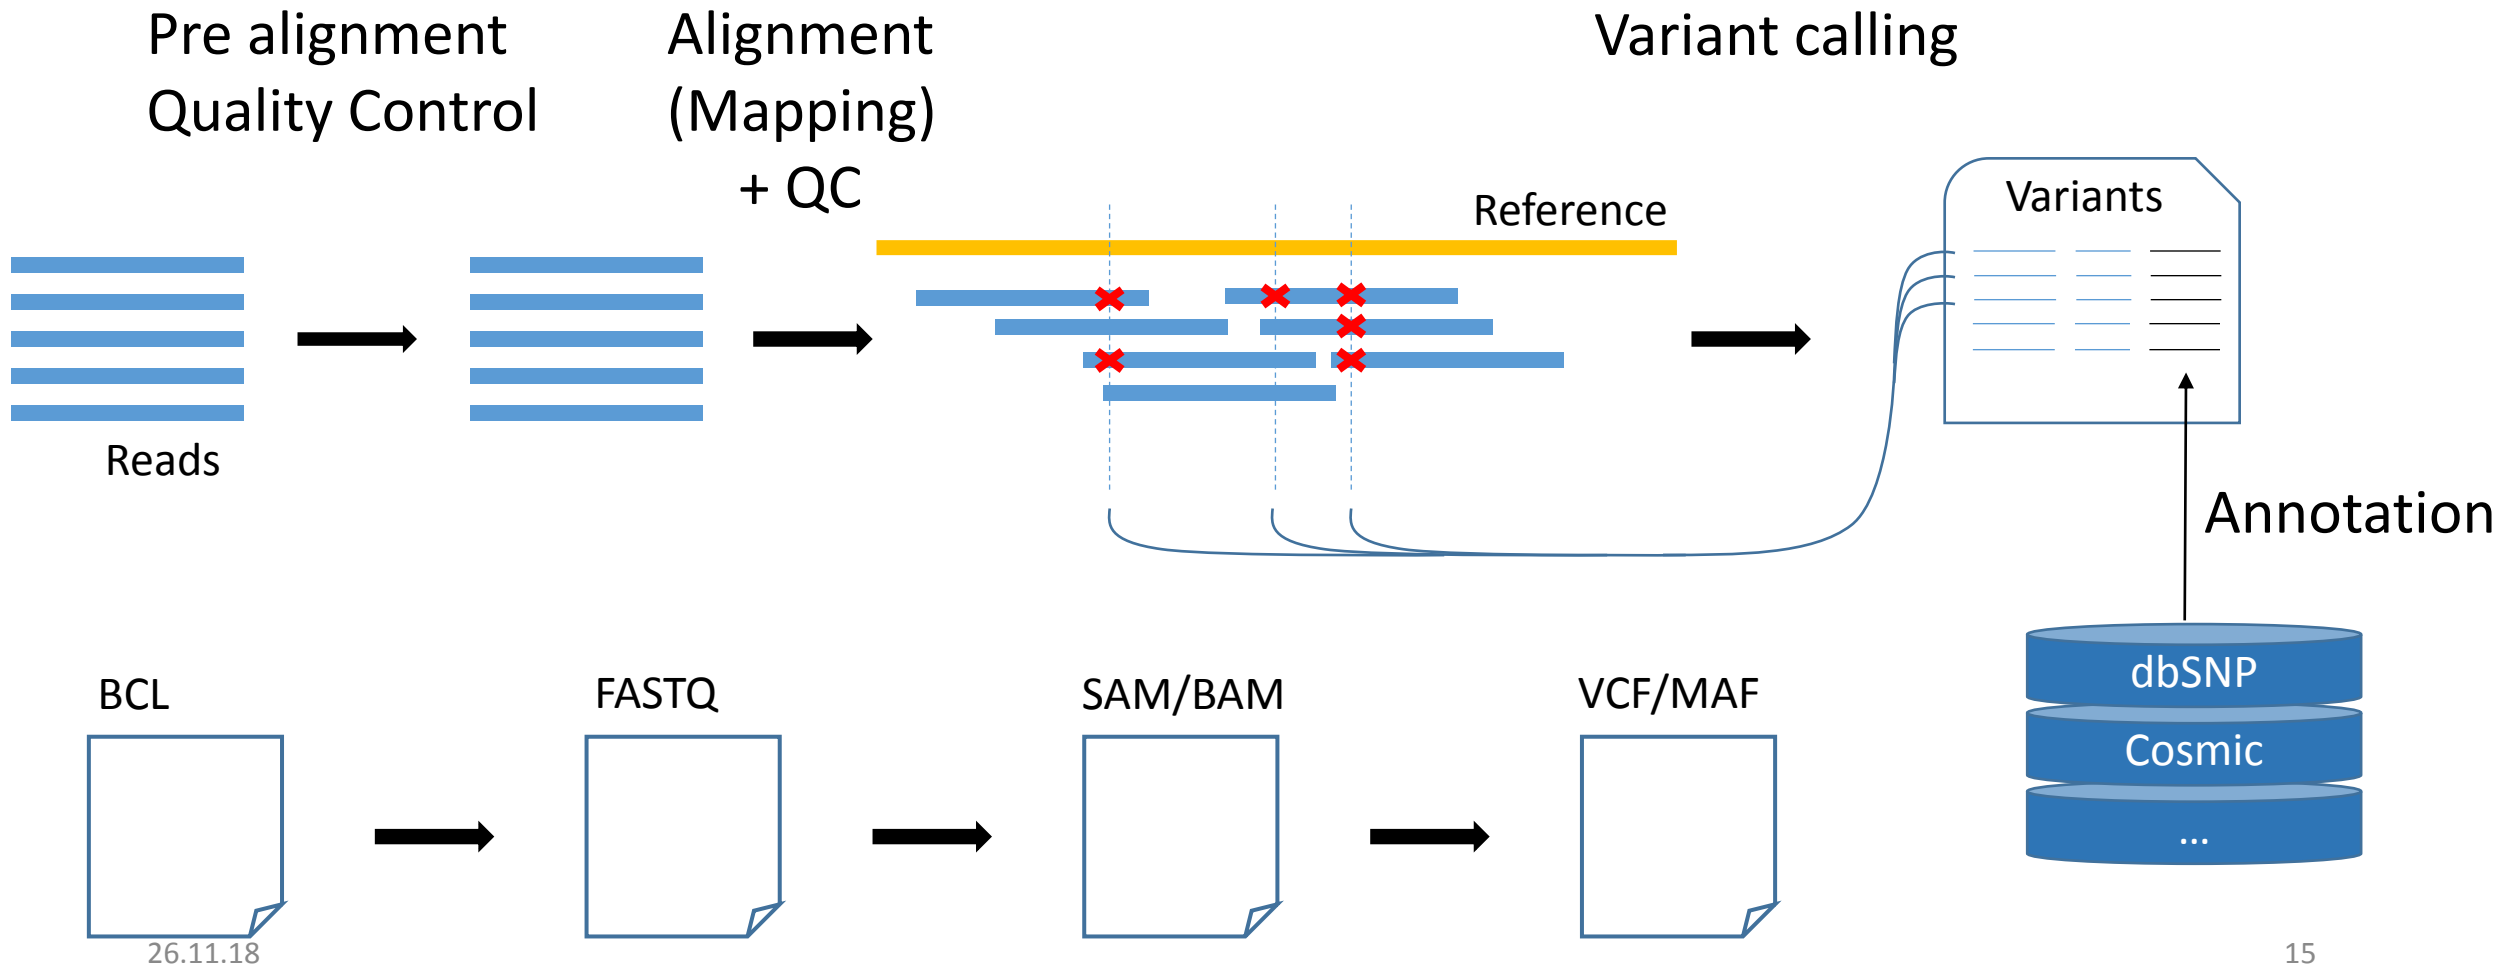 Pre alignment
Quality Control
Alignment
(Mapping)
+ QC
Variant calling
Reference
Variants
Reads
Annotation
BCL
FASTQ
SAM/BAM
VCF/MAF
dbSNP
Cosmic
...
26.11.18
15